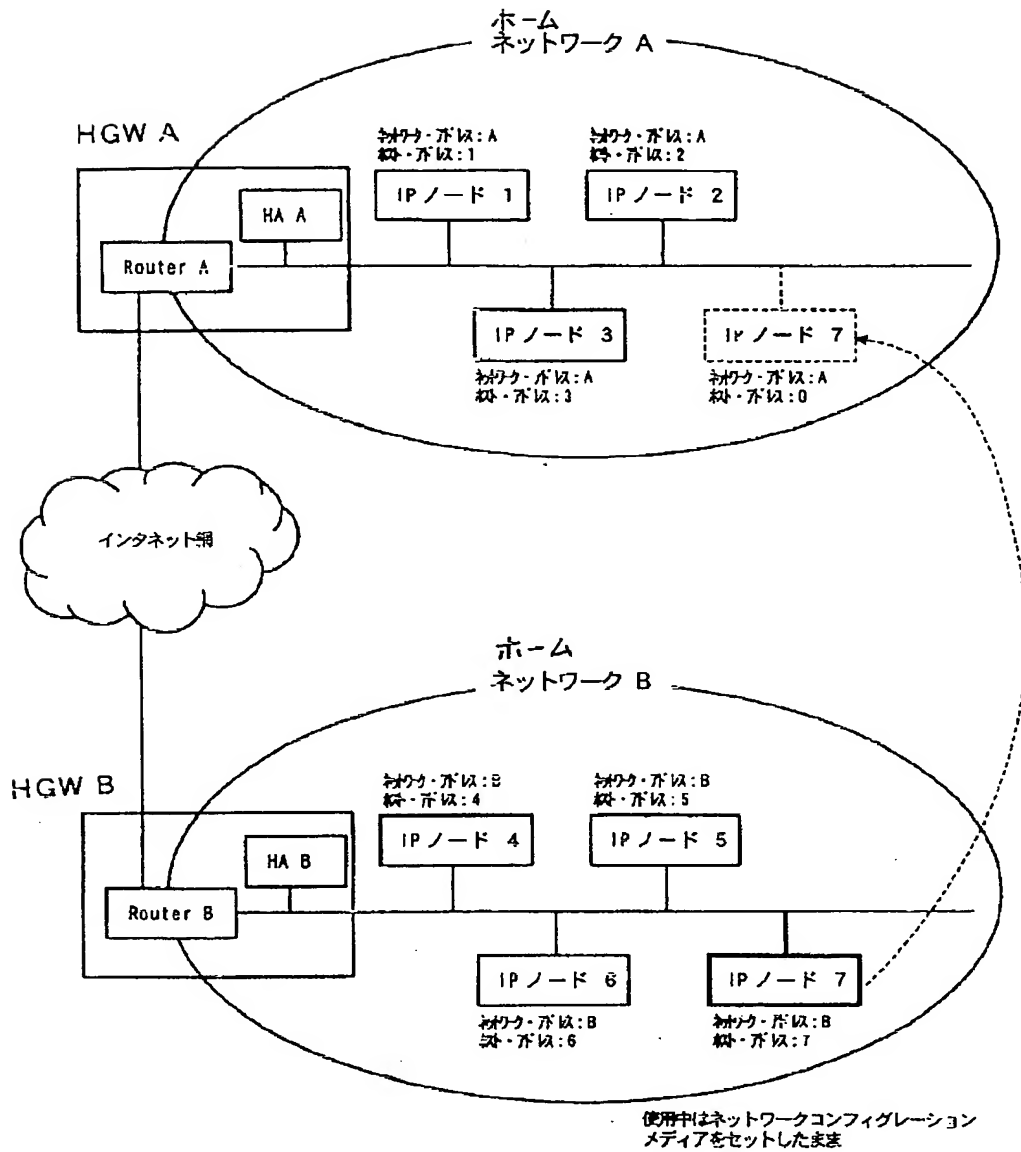 ホーム
ネットワーク A
HGW A
ネットワーク・アドレス:A
ホスト・アドレス:1
ネットワーク・アドレス:A
ホスト・アドレス:2
IP ノード 1
IP ノード 2
HA A
Router A
IP ノード 3
IP ノード 7
ネットワーク・アドレス:A
ホスト・アドレス:3
ネットワーク・アドレス:A
ホスト・アドレス:0
インタネット網
ホーム
ネットワーク B
HGW B
ネットワーク・アドレス:B
ホスト・アドレス:4
ネットワーク・アドレス:B
ホスト・アドレス:5
IP ノード 4
IP ノード 5
HA B
Router B
IP ノード 6
IP ノード 7
ネットワーク・アドレス:B
ホスト・アドレス:6
ネットワーク・アドレス:B
ホスト・アドレス:7
使用中はネットワークコンフィグレーション
メディアをセットしたまま